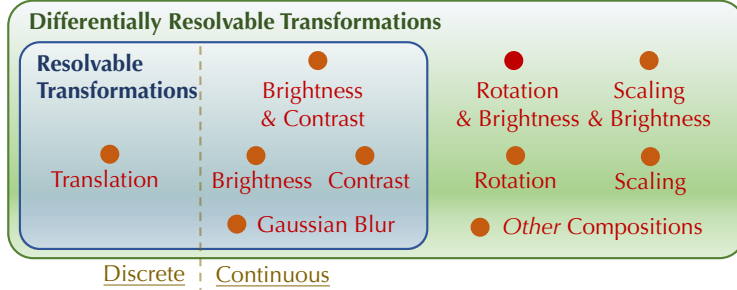 Differentially Resolvable Transformations
Resolvable
Transformations
Brightness
& Contrast
Rotation
& Brightness
Scaling
& Brightness
Translation
Brightness
Contrast
Rotation
Scaling
Gaussian Blur
Other Compositions
Discrete
Continuous